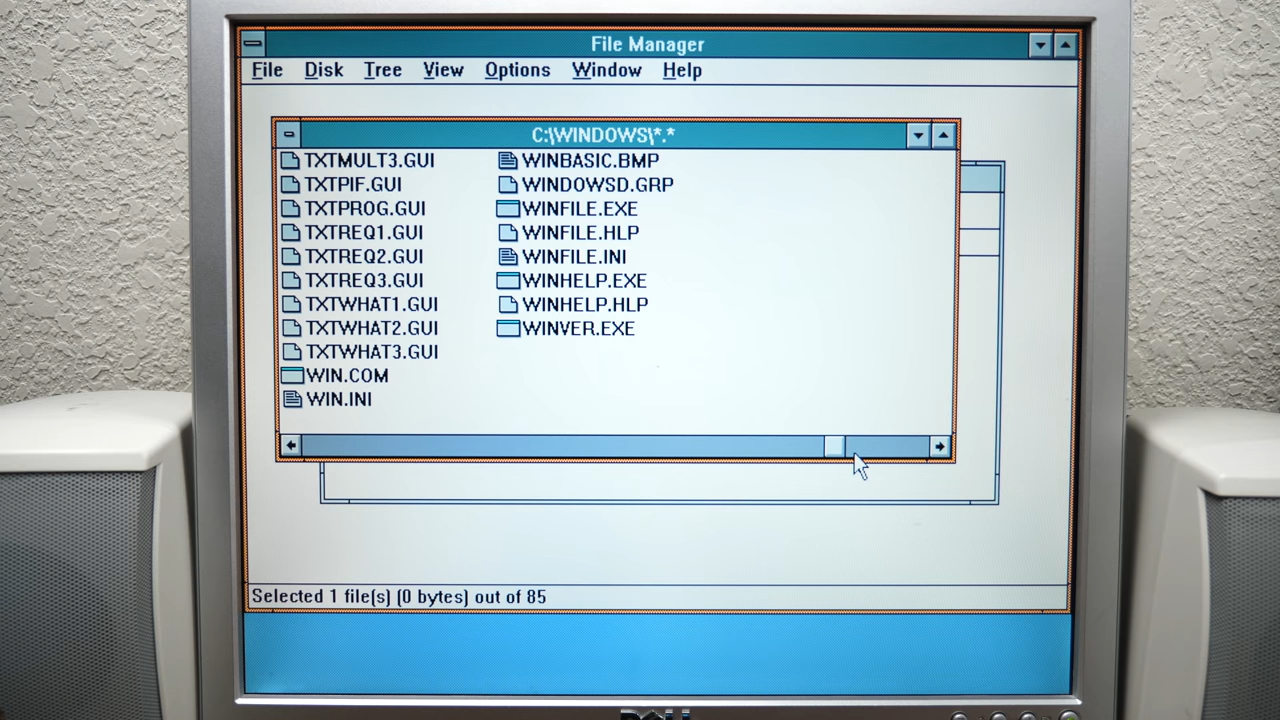 File Manager
File Disk Tree View Options Window Help
C:\WINDOWS\*.*
TXTMULT3.GUI
TXTPIF.GUI
TXTPROG.GUI
TXTREQ1.GUI
TXTREQ2.GUI
TXTREQ3.GUI
TXTWHAT1.GUI
TXTWHAT2.GUI
TXTWHAT3.GUI
WIN.COM
WIN.INI
WINBASIC.BMP
WINDOWSD.GRP
WINFILE.EXE
WINFILE.HLP
WINFILE.INI
WINHELP.EXE
WINHELP.HLP
WINVER.EXE
Selected 1 file(s) (0 bytes) out of 85
DELL